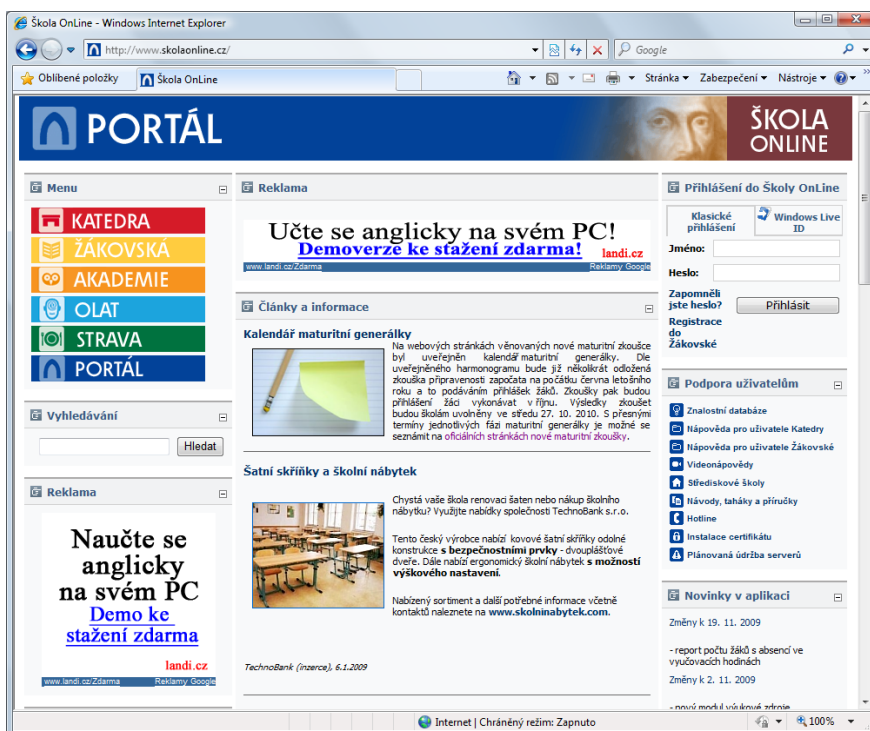 Škola OnLine - Windows Internet Explorer
http://www.skolaonline.cz/
Google
Oblíbené položky
Škola OnLine
Stránka
Zabezpečení
Nástroje
PORTÁL
ŠKOLA
ONLINE
Menu
KATEDRA
ŽÁKOVSKÁ
AKADEMIE
OLAT
STRAVA
PORTÁL
Vyhledávání
Hledat
Reklama
Naučte se
anglicky
na svém PC
Demo ke
stažení zdarma
landi.cz
www.landi.cz/Zdarma
Reklamy Google
Reklama
Učte se anglicky na svém PC!
Demoverze ke stažení zdarma!
landi.cz
www.landi.cz/Zdarma
Reklamy Google
Články a informace
Kalendář maturitní generálky
Na webových stránkách věnovaných nové maturitní zkoušce
byl uveřejněn kalendář maturitní generálky. Dle
uveřejněného harmonogramu bude již několikrát odložená
zkouška připravenosti započata na počátku června letošního
roku a to podáváním přihlášek žáků. Zkoušky pak budou
přihlášení žáci vykonávat v říjnu. Výsledky zkoušet
budou školám uvolněny ve středu 27. 10. 2010. S přesnými
termíny jednotlivých fázi maturitní generálky je možné se
seznámit na oficiálních stránkách nové maturitní zkoušky.
Šatní skříňky a školní nábytek
Chystá vaše škola renovaci šaten nebo nákup školního
nábytku? Využijte nabídky společnosti TechnoBank s.r.o.
Tento český výrobce nabízí kovové šatní skříňky odolné
konstrukce s bezpečnostními prvky - dvouplášťové
dveře. Dále nabízí ergonomický školní nábytek s možností
výškového nastavení.
Nabízený sortiment a další potřebné informace včetně
kontaktů naleznete na www.skolninabytek.com.
TechnoBank (inzerce), 6.1.2009
Přihlášení do Školy OnLine
Klasické
přihlášení
Windows Live
ID
Jméno:
Heslo:
Zapomněli
jste heslo?
Přihlásit
Registrace
do
Žákovské
Podpora uživatelům
Znalostní databáze
Nápověda pro uživatele Katedry
Nápověda pro uživatele Žákovské
Videonápovědy
Střediskové školy
Návody, taháky a příručky
Hotline
Instalace certifikátu
Plánovaná údržba serverů
Novinky v aplikaci
Změny k 19. 11. 2009
- report počtu žáků s absencí ve
vyučovacích hodinách
Změny k 2. 11. 2009
- nový modul výukové zdroje
Internet | Chráněný režim: Zapnuto
100%